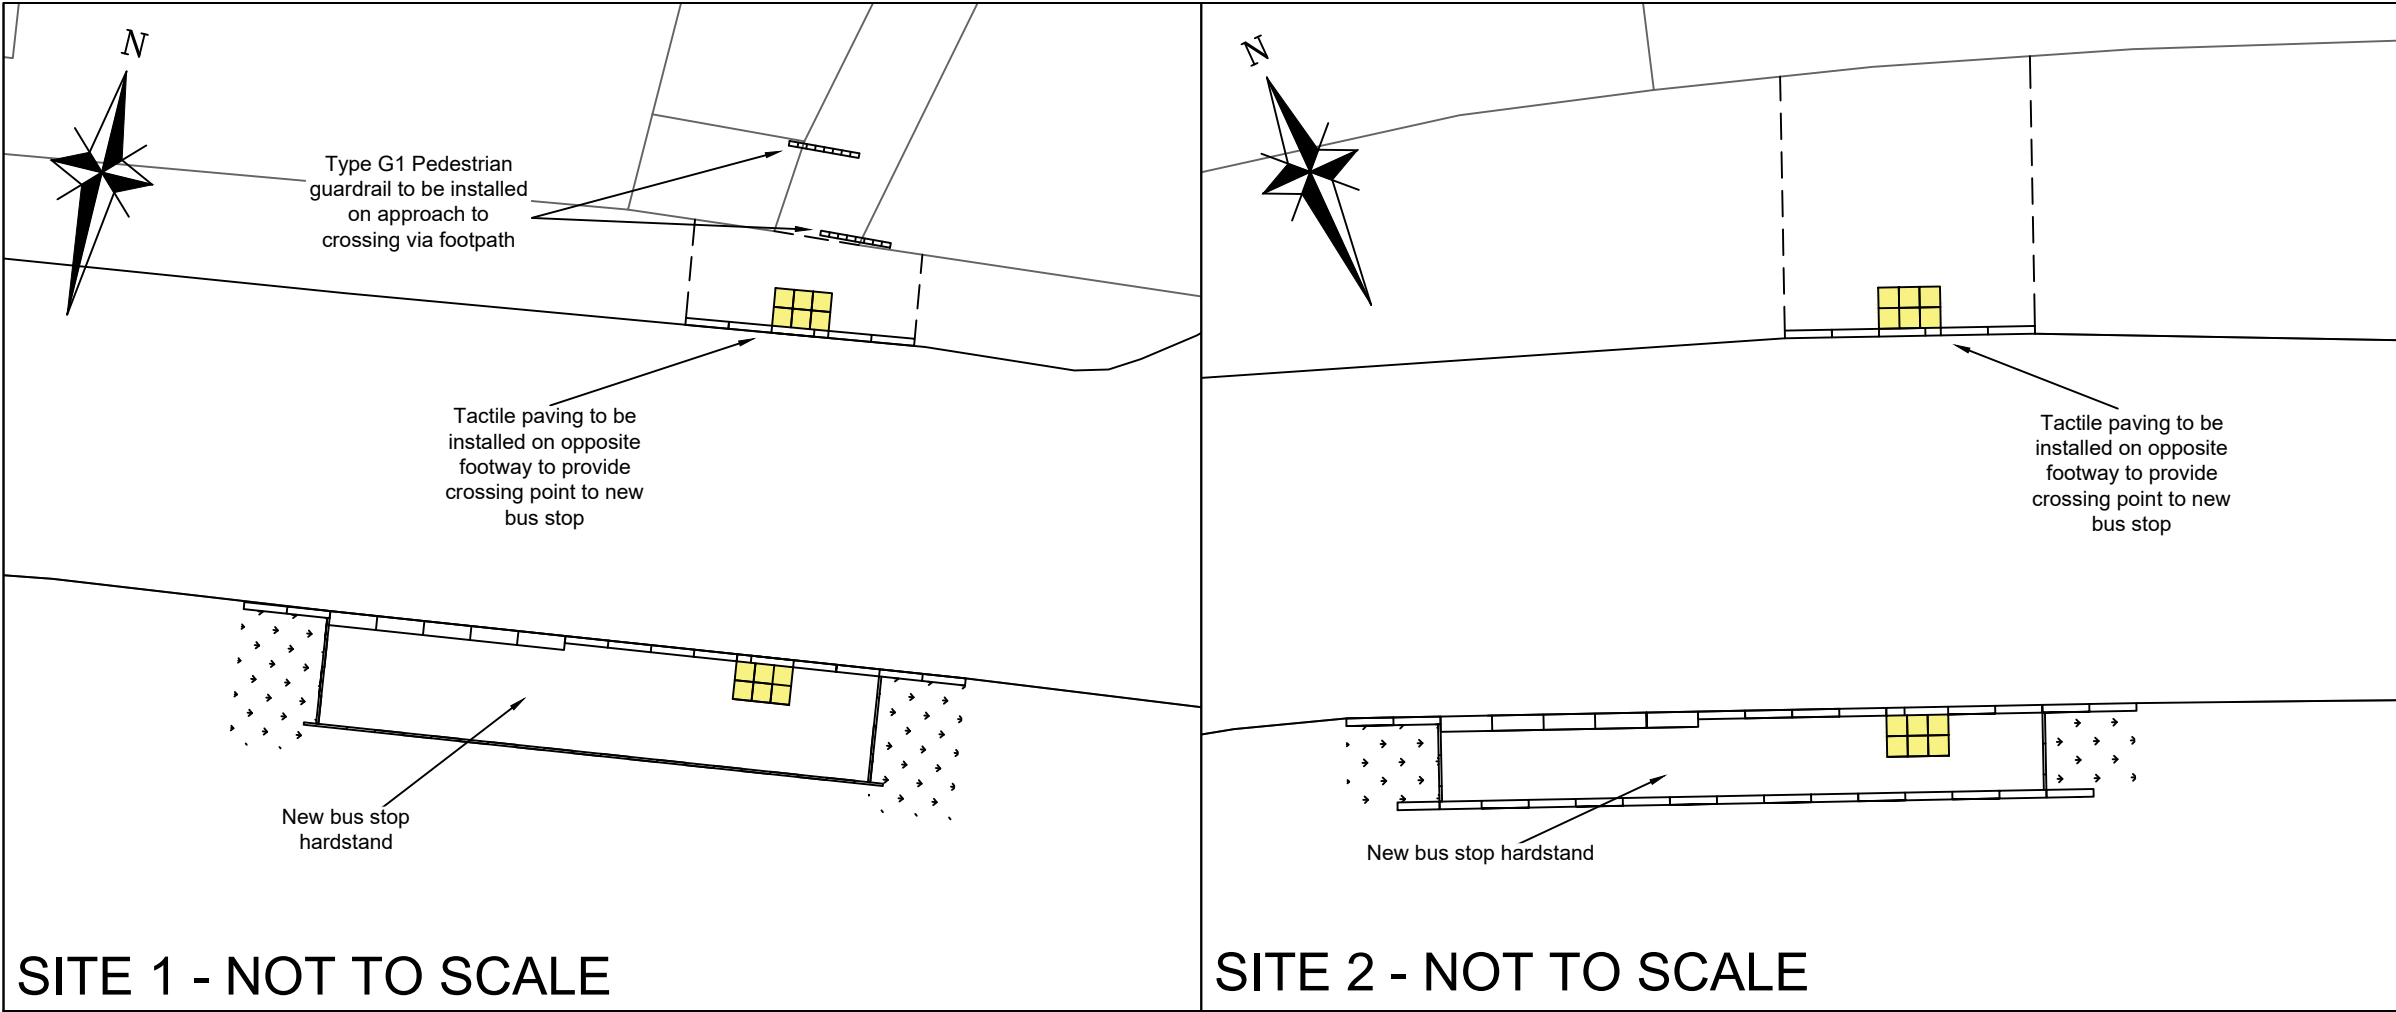 N
Type G1 Pedestrian
guardrail to be installed
on approach to
crossing via footpath
Tactile paving to be
installed on opposite
footway to provide
crossing point to new
bus stop
New bus stop
hardstand
SITE 1 - NOT TO SCALE
N
Tactile paving to be
installed on opposite
footway to provide
crossing point to new
bus stop
New bus stop hardstand
SITE 2 - NOT TO SCALE